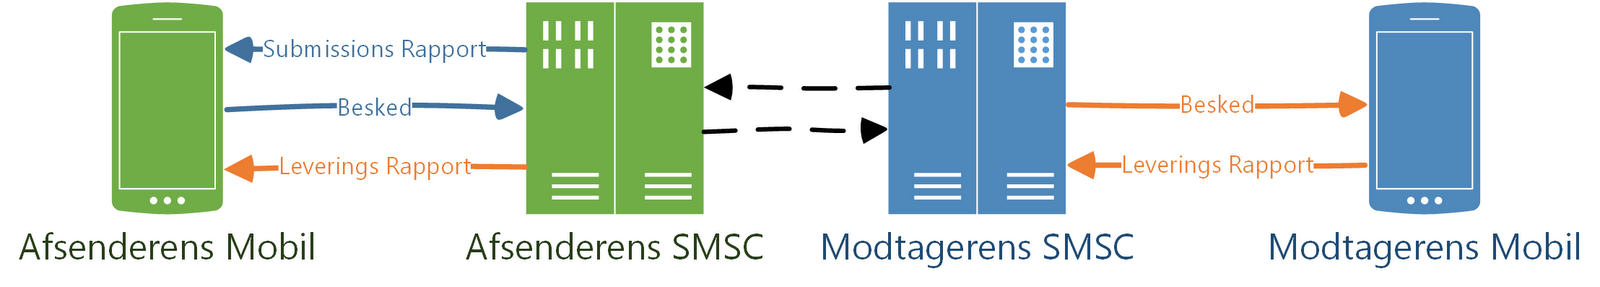 Submissions Rapport
Besked
Leverings Rapport
Besked
Leverings Rapport
Afsenderens Mobil
Afsenderens SMSC
Modtagerens SMSC
Modtagerens Mobil